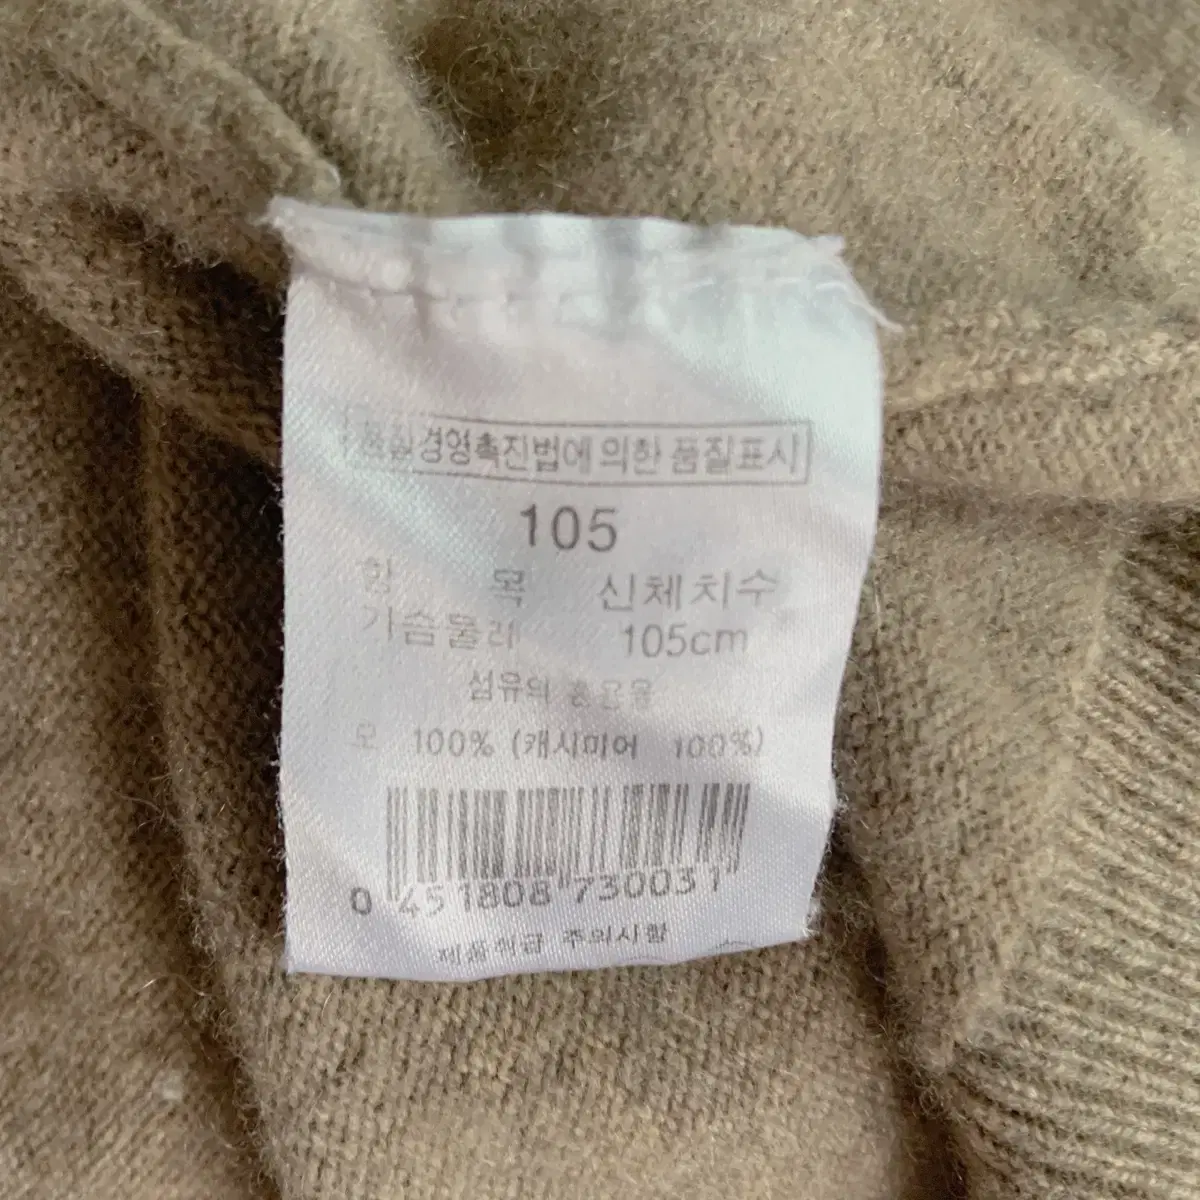 품질경영촉진법에 의한 품질표시
105
항 목 신체치수
가슴둘레 105cm
섬유의 혼용율
모 100% (캐시미어 100%)
0 451808 730031
제품취급 주의사항